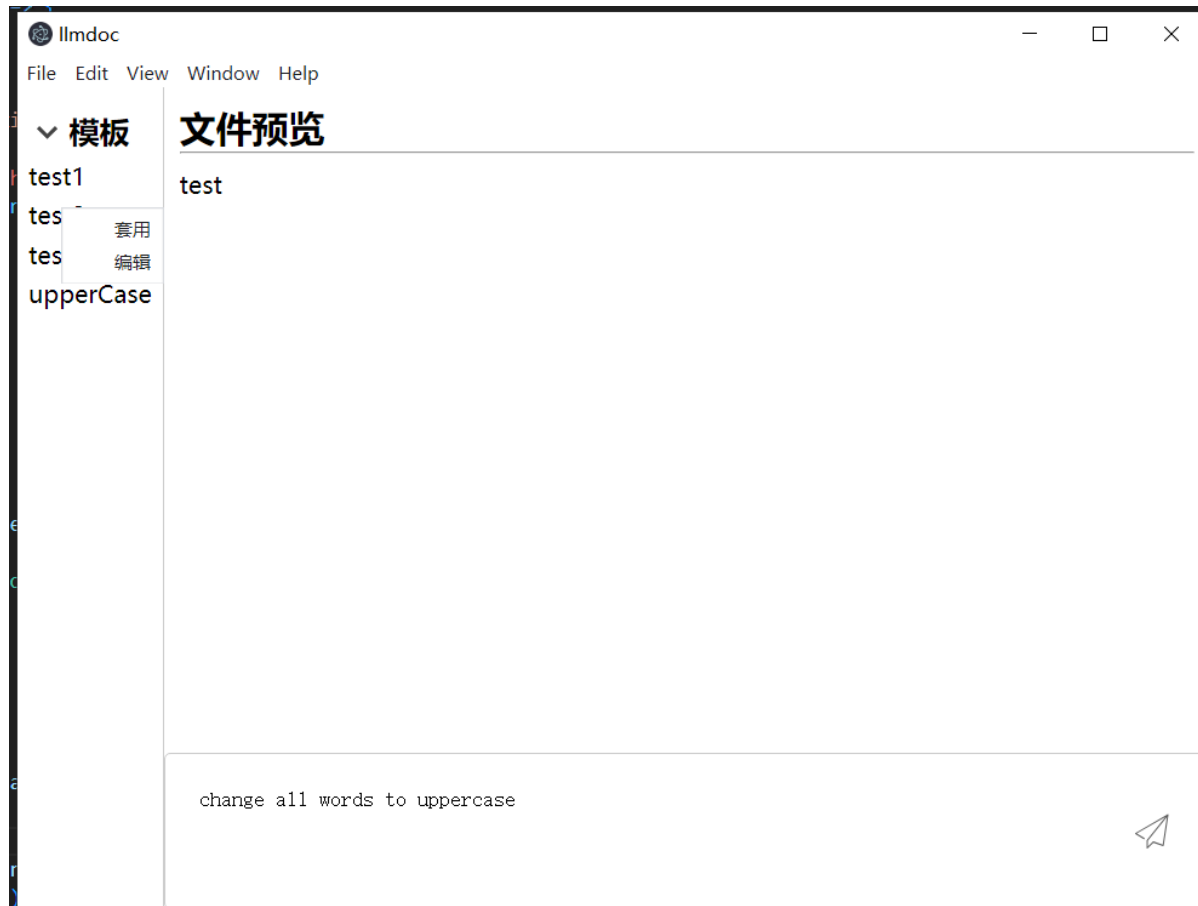 llmdoc
File Edit View Window Help
模板
test1
tes
tes
upperCase
套用
编辑
文件预览
test
change all words to uppercase